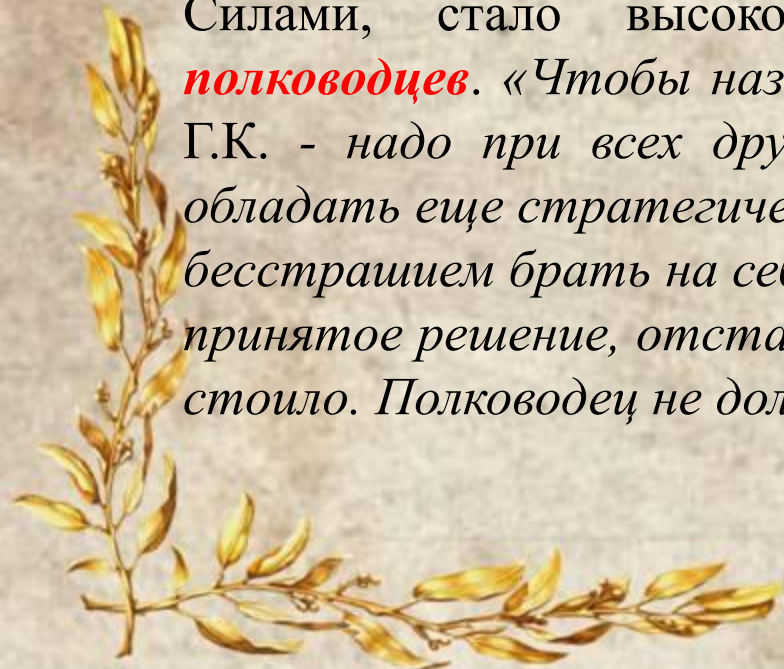 Силами, стало высоко
полководцев. «Чтобы наз
Г.К. - надо при всех дру
обладать еще стратегиче
бесстрашием брать на се
принятое решение, отста
стоило. Полководец не дол